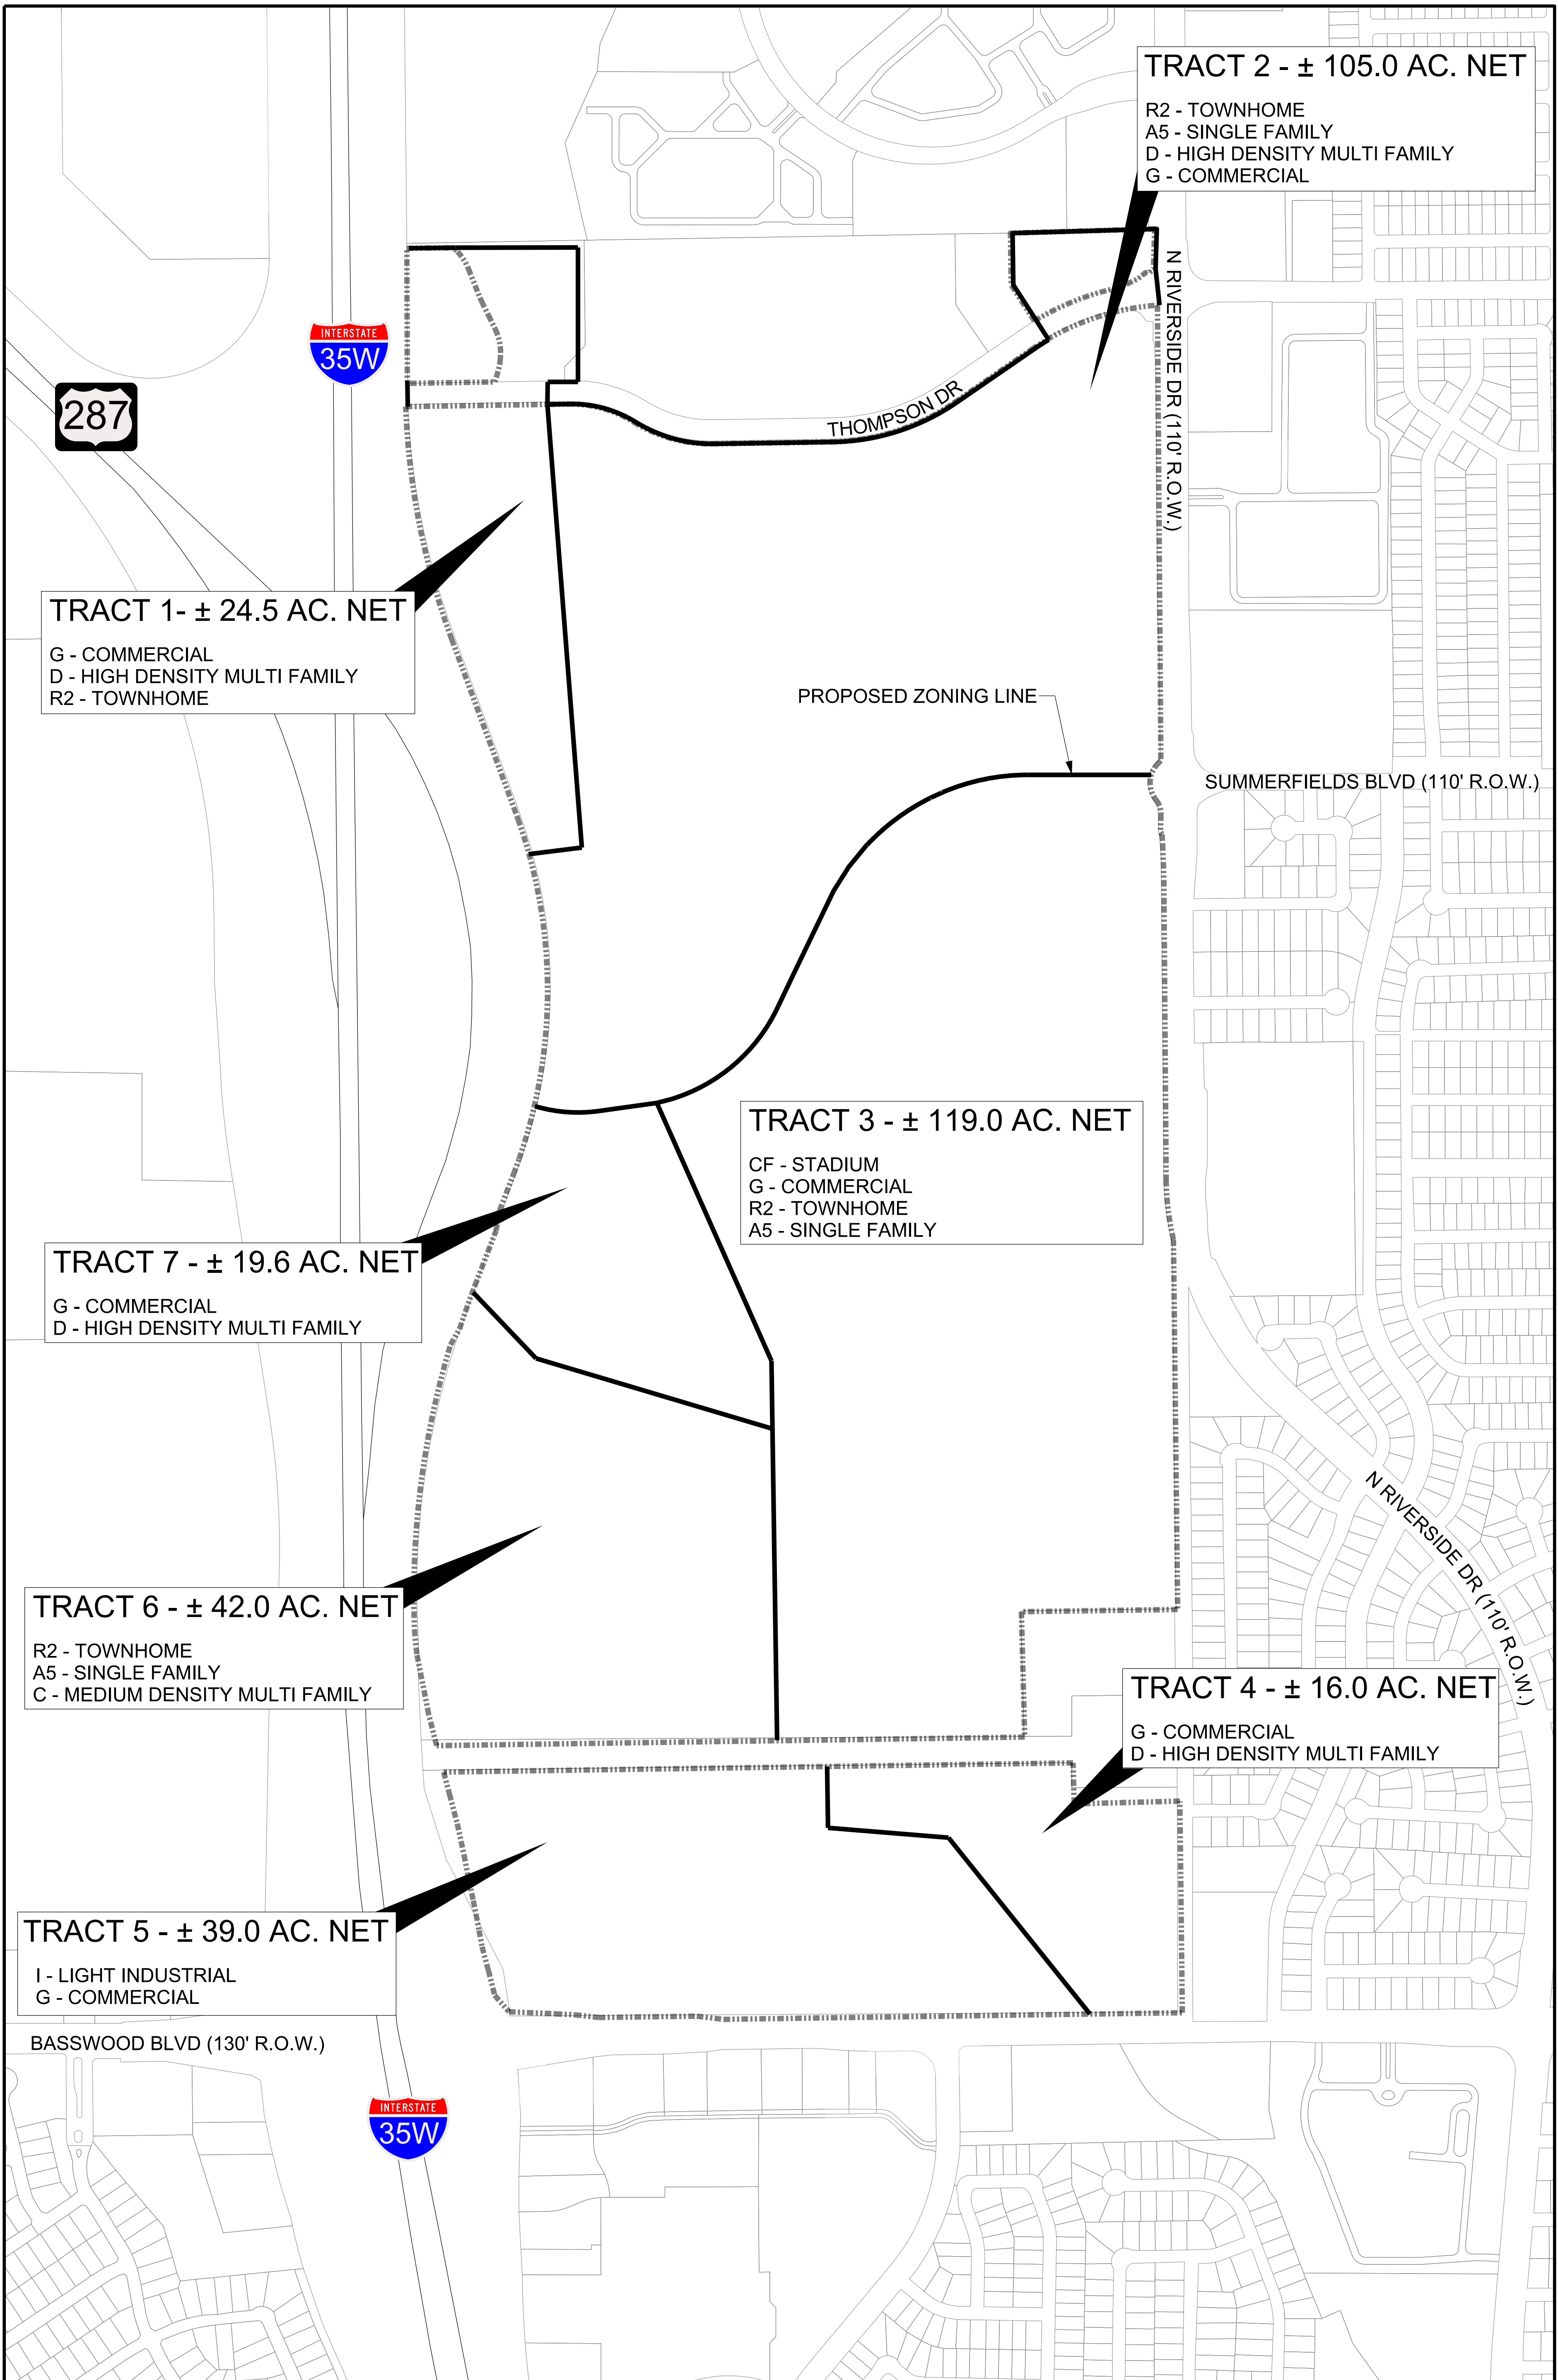 TRACT 2 - ± 105.0 AC. NET
R2 - TOWNHOME
A5 - SINGLE FAMILY
D - HIGH DENSITY MULTI FAMILY
G - COMMERCIAL
N RIVERSIDE DR (110' R.O.W.)
INTERSTATE
35W
287
THOMPSON DR
TRACT 1- ± 24.5 AC. NET
G - COMMERCIAL
D - HIGH DENSITY MULTI FAMILY
R2 - TOWNHOME
PROPOSED ZONING LINE
SUMMERFIELDS BLVD (110' R.O.W.)
TRACT 3 - ± 119.0 AC. NET
CF - STADIUM
G - COMMERCIAL
R2 - TOWNHOME
A5 - SINGLE FAMILY
TRACT 7 - ± 19.6 AC. NET
G - COMMERCIAL
D - HIGH DENSITY MULTI FAMILY
N RIVERSIDE DR (110' R.O.W.)
TRACT 6 - ± 42.0 AC. NET
R2 - TOWNHOME
A5 - SINGLE FAMILY
C - MEDIUM DENSITY MULTI FAMILY
TRACT 4 - ± 16.0 AC. NET
G - COMMERCIAL
D - HIGH DENSITY MULTI FAMILY
TRACT 5 - ± 39.0 AC. NET
I - LIGHT INDUSTRIAL
G - COMMERCIAL
BASSWOOD BLVD (130' R.O.W.)
INTERSTATE
35W